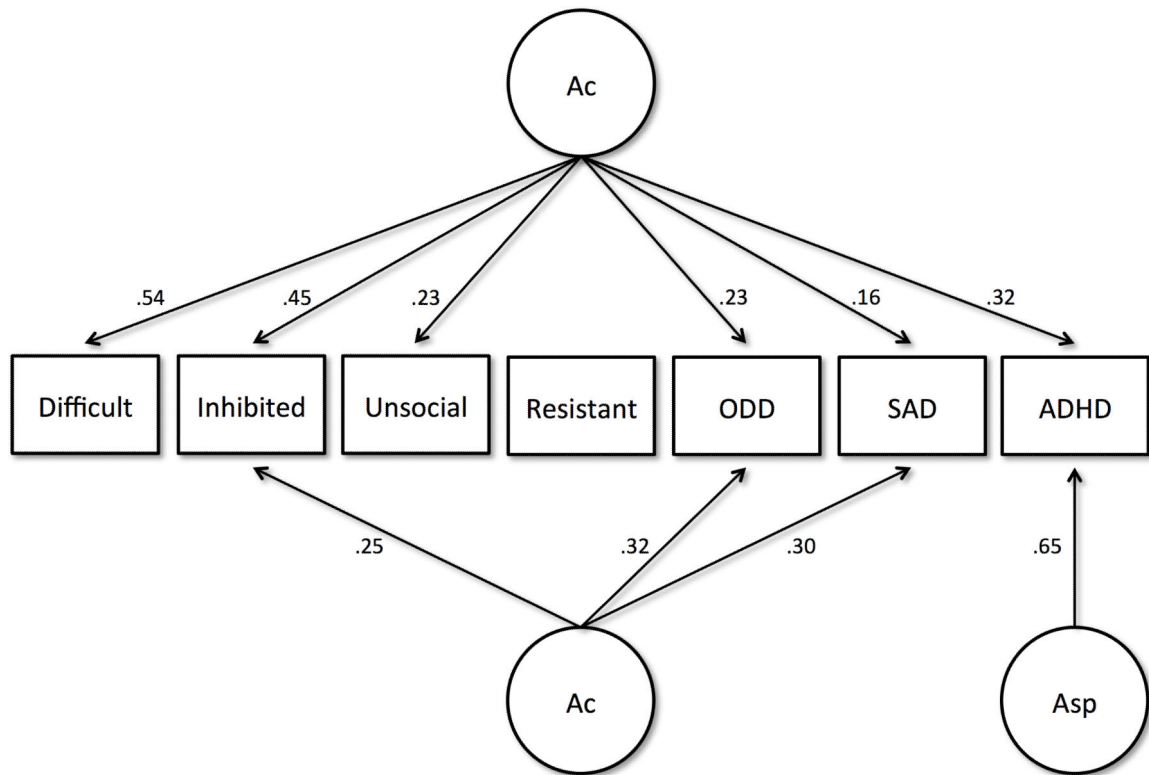 Ac
.54
.45
.23
.23
.16
.32
Difficult
Inhibited
Unsocial
Resistant
ODD
SAD
ADHD
.25
.32
.30
.65
Ac
Asp